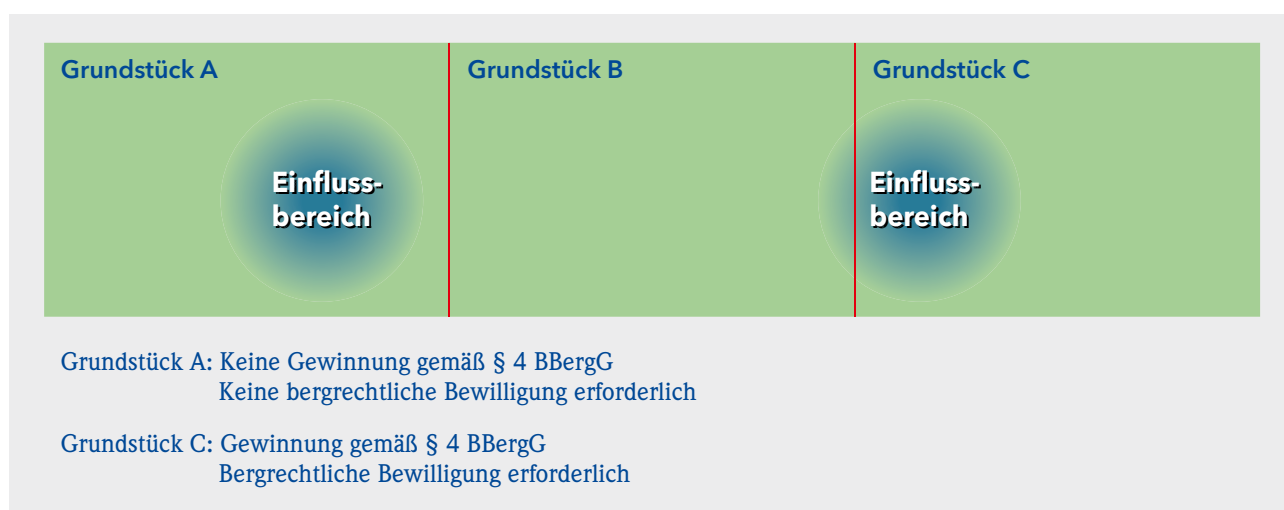 Grundstück A
Grundstück B
Grundstück C
Einfluss-
bereich
Einfluss-
bereich
Grundstück A: Keine Gewinnung gemäß § 4 BBergG
Keine bergrechtliche Bewilligung erforderlich
Grundstück C: Gewinnung gemäß § 4 BBergG
Bergrechtliche Bewilligung erforderlich